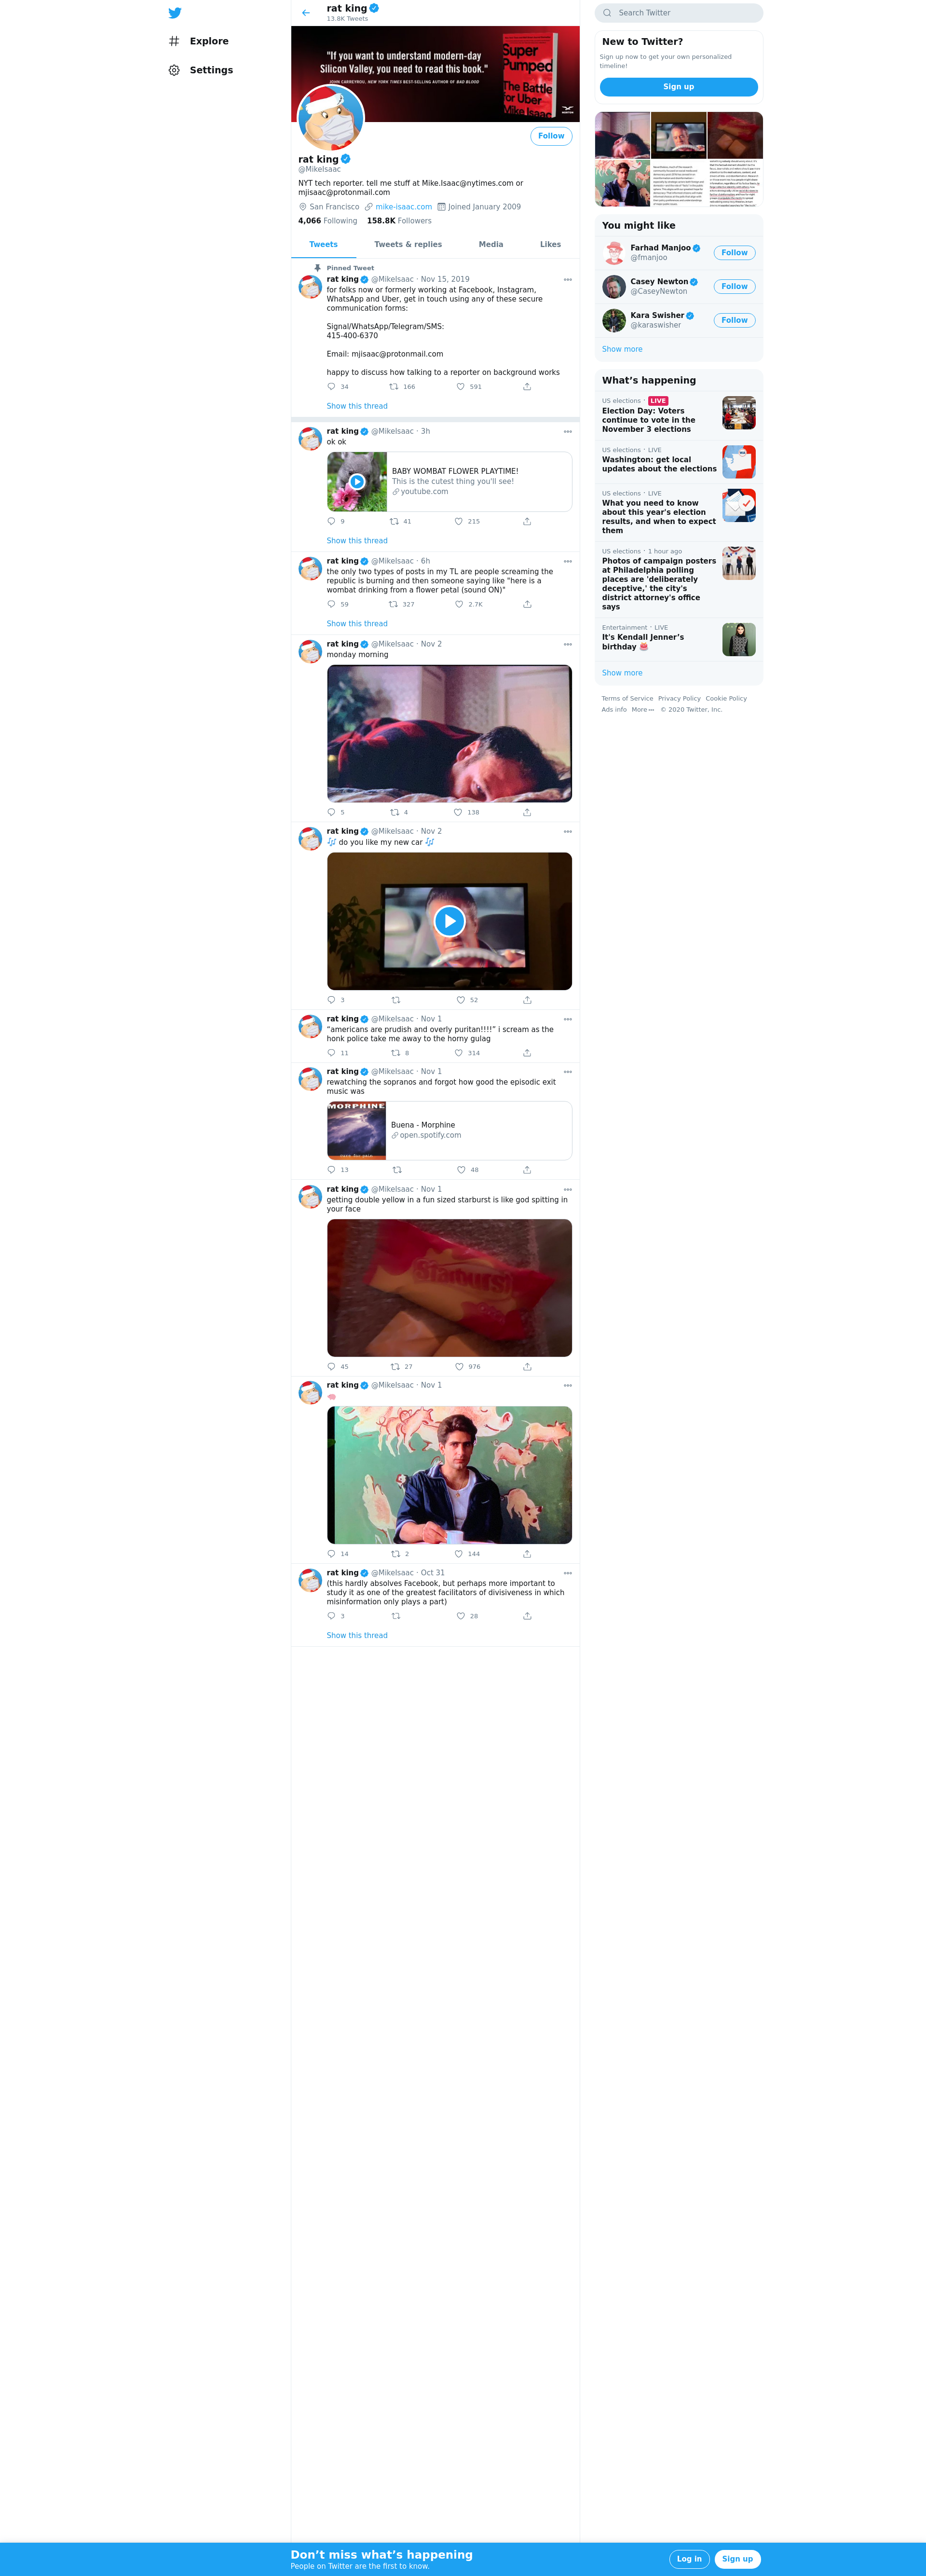 Explore
Settings
rat king
13.8K Tweets
"If you want to understand modern-day
Silicon Valley, you need to read this book."
JOHN CARREYROU, NEW YORK TIMES BEST-SELLING AUTHOR OF BAD BLOOD
Super
Pumped
The Battle
for Uber
Mike Isaac
NORTON
Follow
rat king
@MikeIsaac
NYT tech reporter. tell me stuff at Mike.Isaac@nytimes.com or
mjisaac@protonmail.com
San Francisco mike-isaac.com Joined January 2009
4,066 Following 158.8K Followers
Tweets Tweets & replies Media Likes
Pinned Tweet
rat king @MikeIsaac · Nov 15, 2019
for folks now or formerly working at Facebook, Instagram,
WhatsApp and Uber, get in touch using any of these secure
communication forms:
Signal/WhatsApp/Telegram/SMS:
415-400-6370
Email: mjisaac@protonmail.com
happy to discuss how talking to a reporter on background works
34 166 591
Show this thread
rat king @MikeIsaac · 3h
ok ok
BABY WOMBAT FLOWER PLAYTIME!
This is the cutest thing you'll see!
youtube.com
9 41 215
Show this thread
rat king @MikeIsaac · 6h
the only two types of posts in my TL are people screaming the
republic is burning and then someone saying like "here is a
wombat drinking from a flower petal (sound ON)"
59 327 2.7K
Show this thread
rat king @MikeIsaac · Nov 2
monday morning
5 4 138
rat king @MikeIsaac · Nov 2
🎶 do you like my new car 🎶
3 52
rat king @MikeIsaac · Nov 1
“americans are prudish and overly puritan!!!!” i scream as the
honk police take me away to the horny gulag
11 8 314
rat king @MikeIsaac · Nov 1
rewatching the sopranos and forgot how good the episodic exit
music was
MORPHINE
Buena - Morphine
open.spotify.com
13 48
rat king @MikeIsaac · Nov 1
getting double yellow in a fun sized starburst is like god spitting in
your face
Starburst
45 27 976
rat king @MikeIsaac · Nov 1
14 2 144
rat king @MikeIsaac · Oct 31
(this hardly absolves Facebook, but perhaps more important to
study it as one of the greatest facilitators of divisiveness in which
misinformation only plays a part)
3 28
Show this thread
Search Twitter
New to Twitter?
Sign up now to get your own personalized
timeline!
Sign up
You might like
Farhad Manjoo
@fmanjoo
Follow
Casey Newton
@CaseyNewton
Follow
Kara Swisher
@karaswisher
Follow
Show more
What’s happening
US elections · LIVE
Election Day: Voters
continue to vote in the
November 3 elections
US elections · LIVE
Washington: get local
updates about the elections
US elections · LIVE
What you need to know
about this year's election
results, and when to expect
them
US elections · 1 hour ago
Photos of campaign posters
at Philadelphia polling
places are 'deliberately
deceptive,' the city's
district attorney's office
says
Entertainment · LIVE
It's Kendall Jenner’s
birthday 🎂
Show more
Terms of Service Privacy Policy Cookie Policy
Ads info More ••• © 2020 Twitter, Inc.
Don’t miss what’s happening
People on Twitter are the first to know.
Log in
Sign up